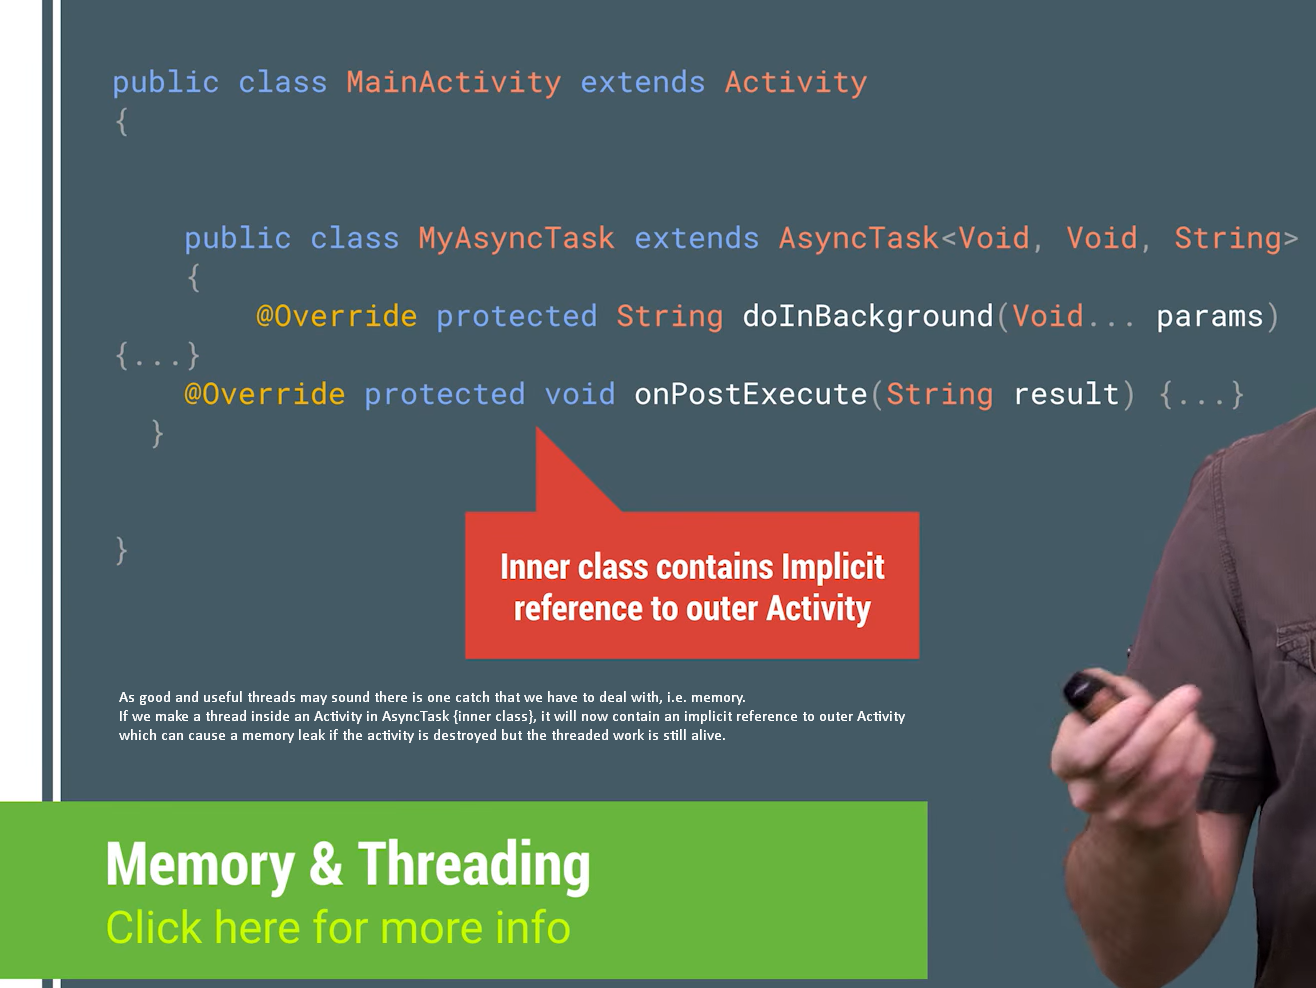 public class MainActivity extends Activity
{
public class MyAsyncTask extends AsyncTask<Void, Void, String>
{
@Override protected String doInBackground(Void... params)
{...}
@Override protected void onPostExecute(String result) {...}
}
}
Inner class contains Implicit
reference to outer Activity
As good and useful threads may sound there is one catch that we have to deal with, i.e. memory.
If we make a thread inside an Activity in AsyncTask {inner class}, it will now contain an implicit reference to outer Activity
which can cause a memory leak if the activity is destroyed but the threaded work is still alive.
Memory & Threading
Click here for more info